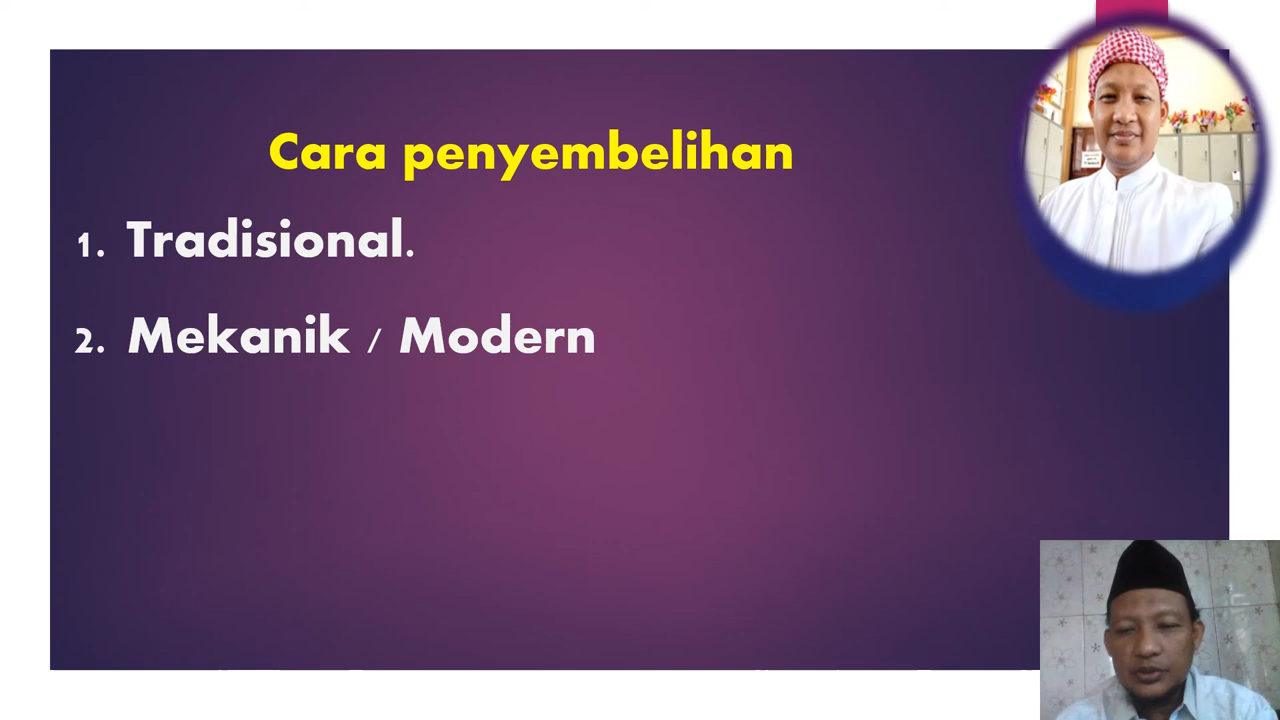 Cara penyembelihan
1. Tradisional.
2. Mekanik / Modern